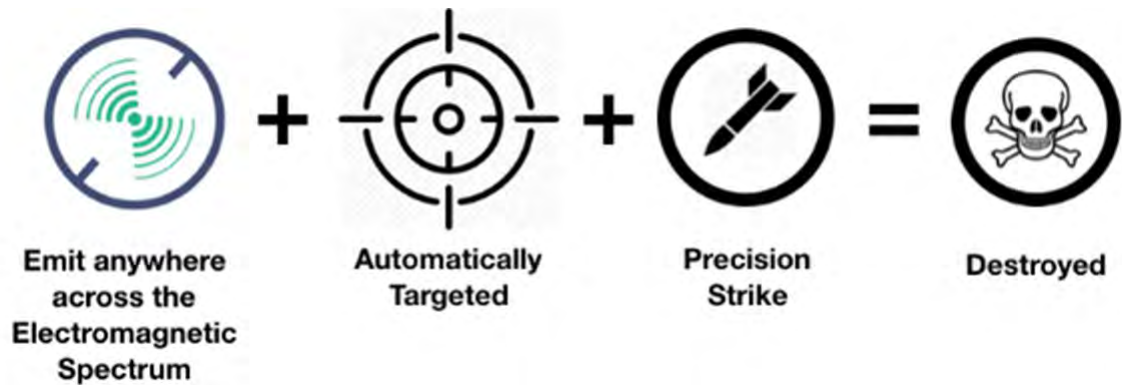 Emit anywhere
across the
Electromagnetic
Spectrum
Automatically
Targeted
Precision
Strike
Destroyed